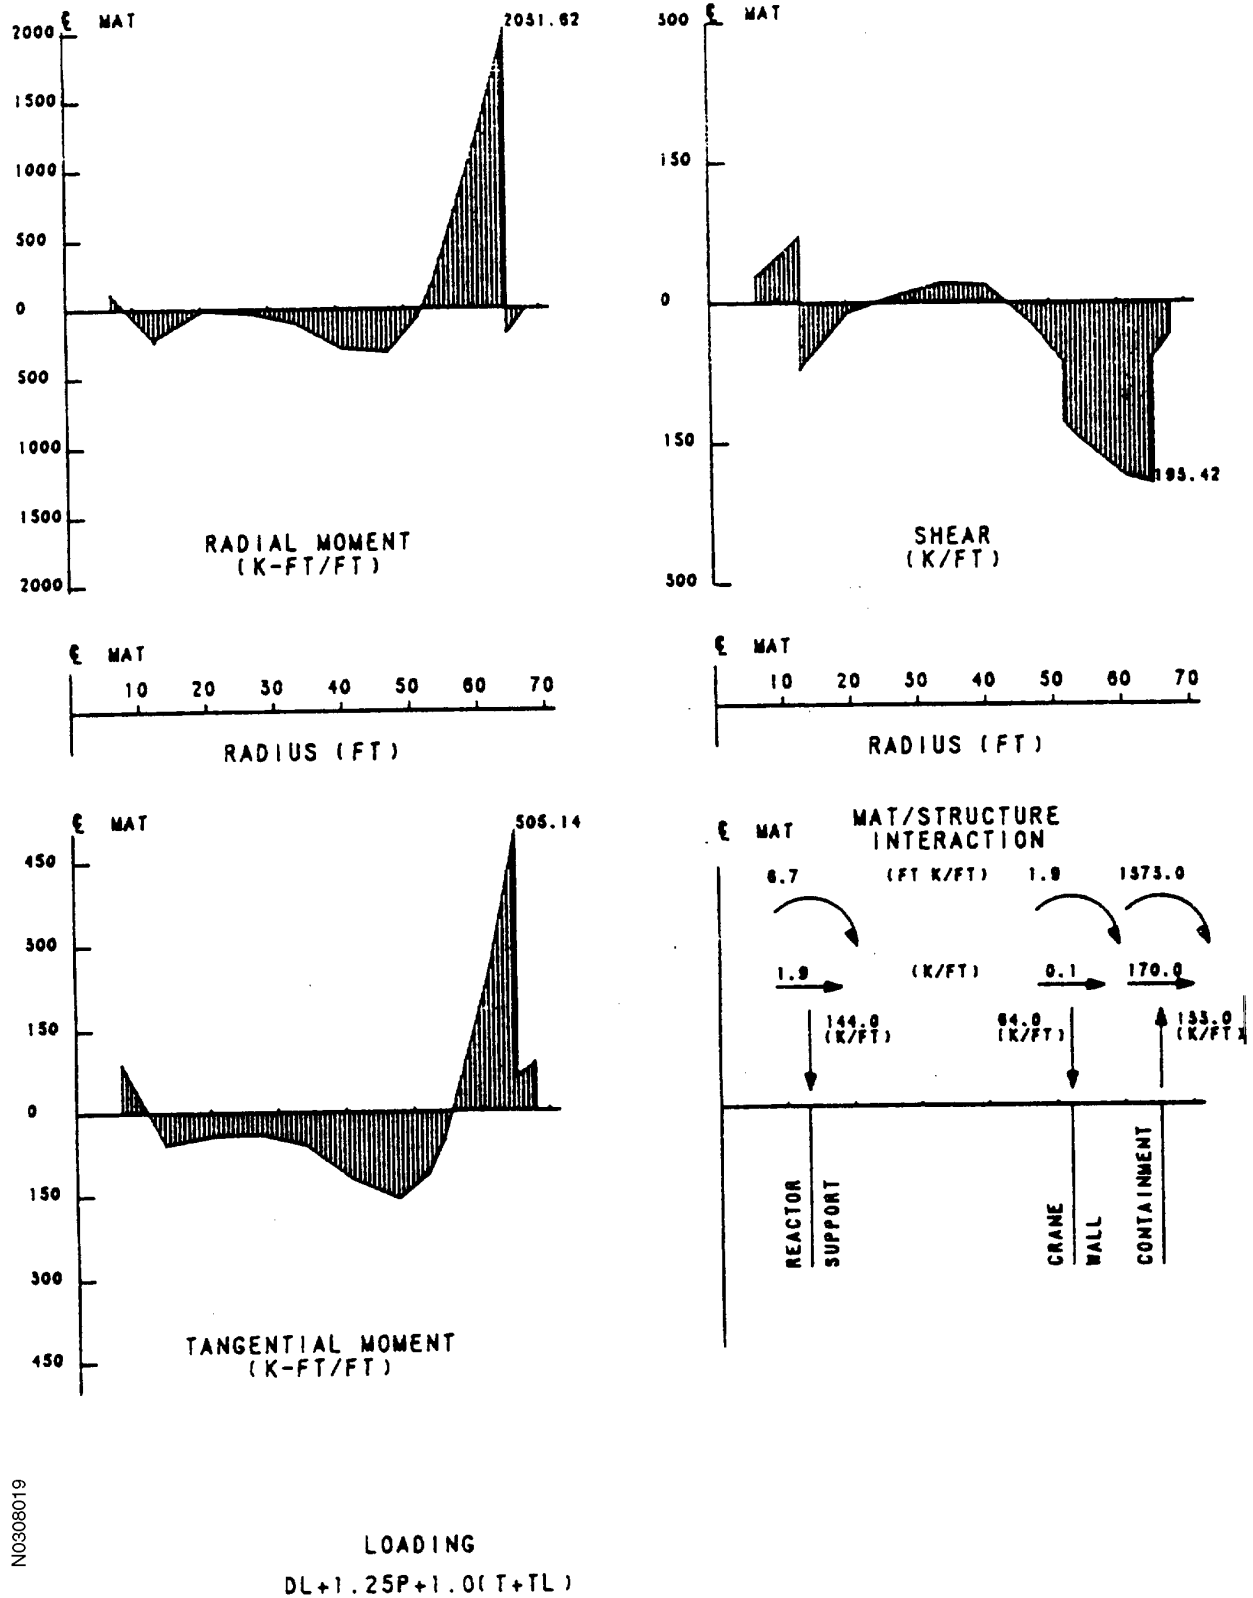 ℄ MAT
2031.62
2000
1500
1000
500
0
500
1000
1500
2000
RADIAL MOMENT
(K-FT/FT)
℄ MAT
300
150
0
150
195.42
300
SHEAR
(K/FT)
℄ MAT
10 20 30 40 50 60 70
RADIUS (FT)
℄ MAT
10 20 30 40 50 60 70
RADIUS (FT)
℄ MAT
505.14
450
300
150
0
150
300
450
TANGENTIAL MOMENT
(K-FT/FT)
℄ MAT
MAT/STRUCTURE
INTERACTION
6.7 (FT K/FT) 1.9 1373.0
1.9 (K/FT) 0.1 170.0
144.0
(K/FT)
64.0
(K/FT)
133.0
(K/FT)
REACTOR
SUPPORT
CRANE
WALL
CONTAINMENT
N0308019
LOADING
DL+1.25P+1.0(T+TL)